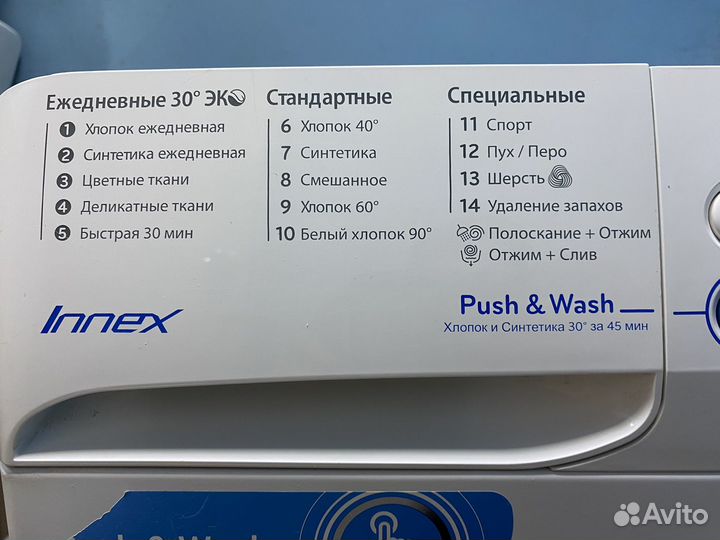 Ежедневные 30° ЭКО
1 Хлопок ежедневная
2 Синтетика ежедневная
3 Цветные ткани
4 Деликатные ткани
5 Быстрая 30 мин
Стандартные
6 Хлопок 40°
7 Синтетика
8 Смешанное
9 Хлопок 60°
10 Белый хлопок 90°
Специальные
11 Спорт
12 Пух / Перо
13 Шерсть
14 Удаление запахов
Полоскание + Отжим
Отжим + Слив
Innex
Push & Wash
Хлопок и Синтетика 30° за 45 мин
& Wash
Avito